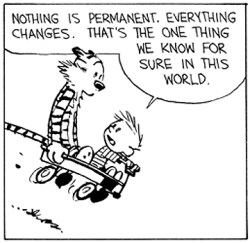 NOTHING IS PERMANENT. EVERYTHING
CHANGES. THAT'S THE ONE THING
WE KNOW FOR
SURE IN THIS
WORLD.